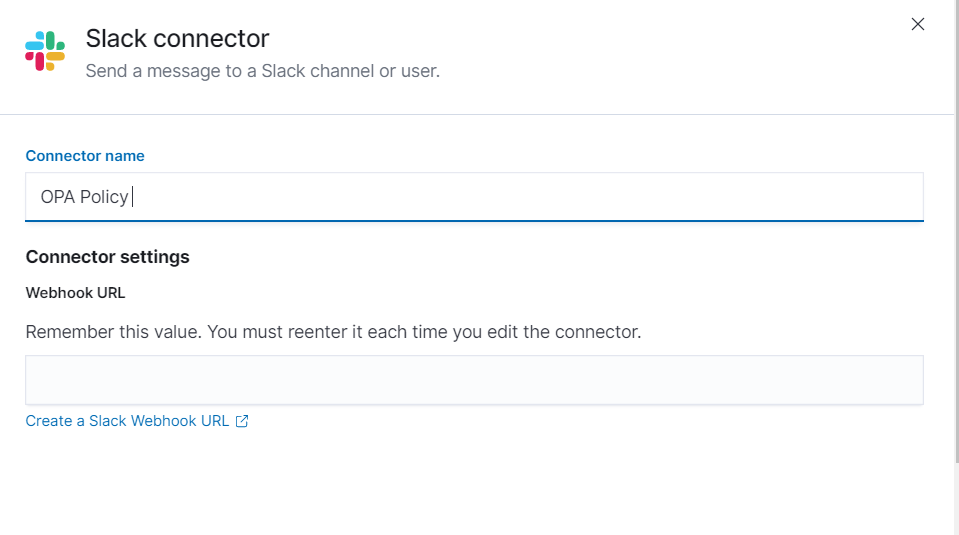 Slack connector
Send a message to a Slack channel or user.
Connector name
OPA Policy
Connector settings
Webhook URL
Remember this value. You must reenter it each time you edit the connector.
Create a Slack Webhook URL